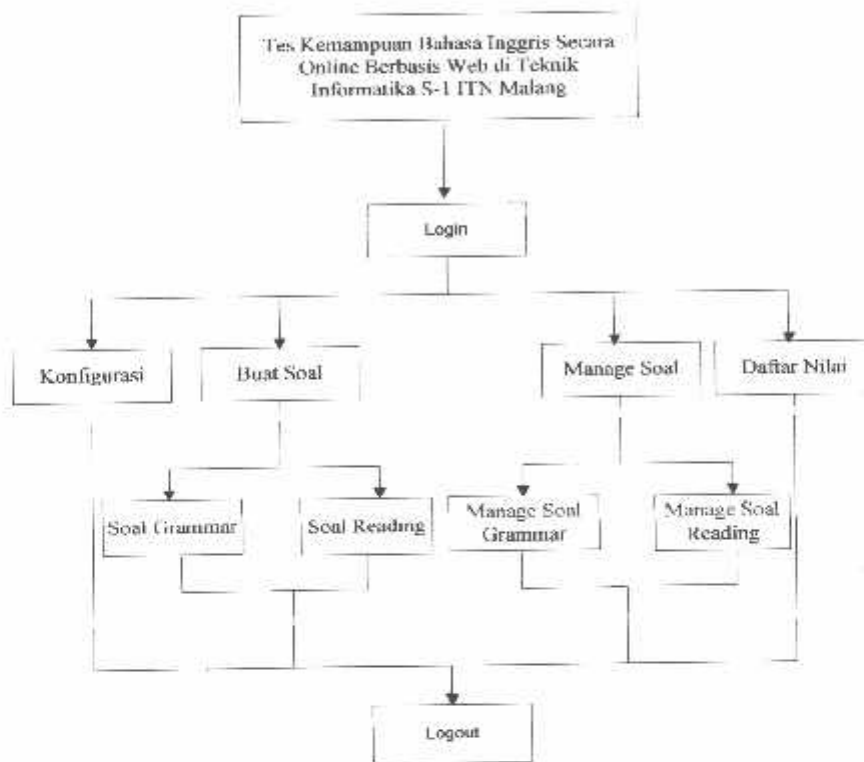 Tes Kemampuan Bahasa Inggris Secara
Online Berbasis Web di Teknik
Informatika S-1 ITN Malang
Login
Konfigurasi
Buat Soal
Manage Soal
Daftar Nilai
Soal Grammar
Soal Reading
Manage Soal
Grammar
Manage Soal
Reading
Logout